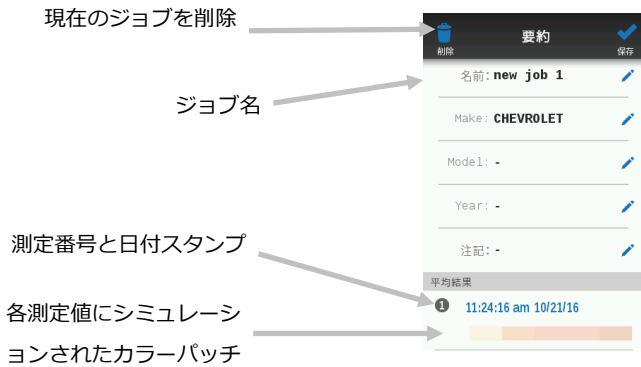 現在のジョブを削除
ジョブ名
測定番号と日付スタンプ
各測定値にシミュレーシ
ョンされたカラーパッチ
要約
削除
保存
名前: new job 1
Make: CHEVROLET
Model: -
Year: -
注記: -
平均結果
1 11:24:16 am 10/21/16